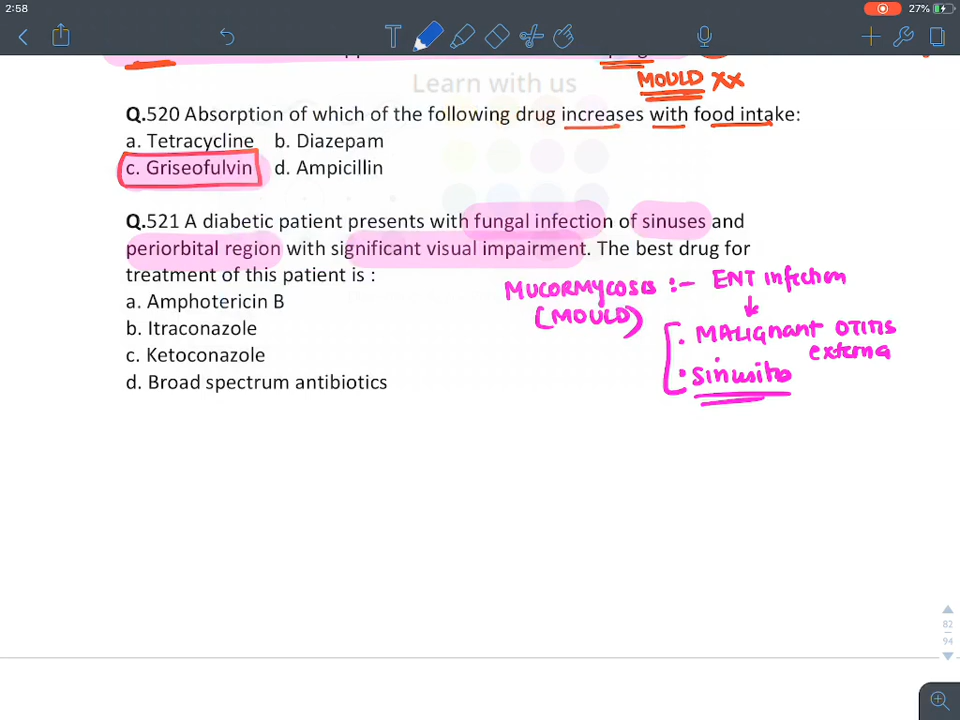 2:58
27%
T
Learn with us
MOULD XX
Q.520 Absorption of which of the following drug increases with food intake:
a. Tetracycline b. Diazepam
c. Griseofulvin d. Ampicillin
Q.521 A diabetic patient presents with fungal infection of sinuses and
periorbital region with significant visual impairment. The best drug for
treatment of this patient is :
a. Amphotericin B
b. Itraconazole
c. Ketoconazole
d. Broad spectrum antibiotics
MUCORMYCOSIS :- ENT infection
(MOULD)
. MALIGNANT OTITIS
externa
. Sinusitis
82
94